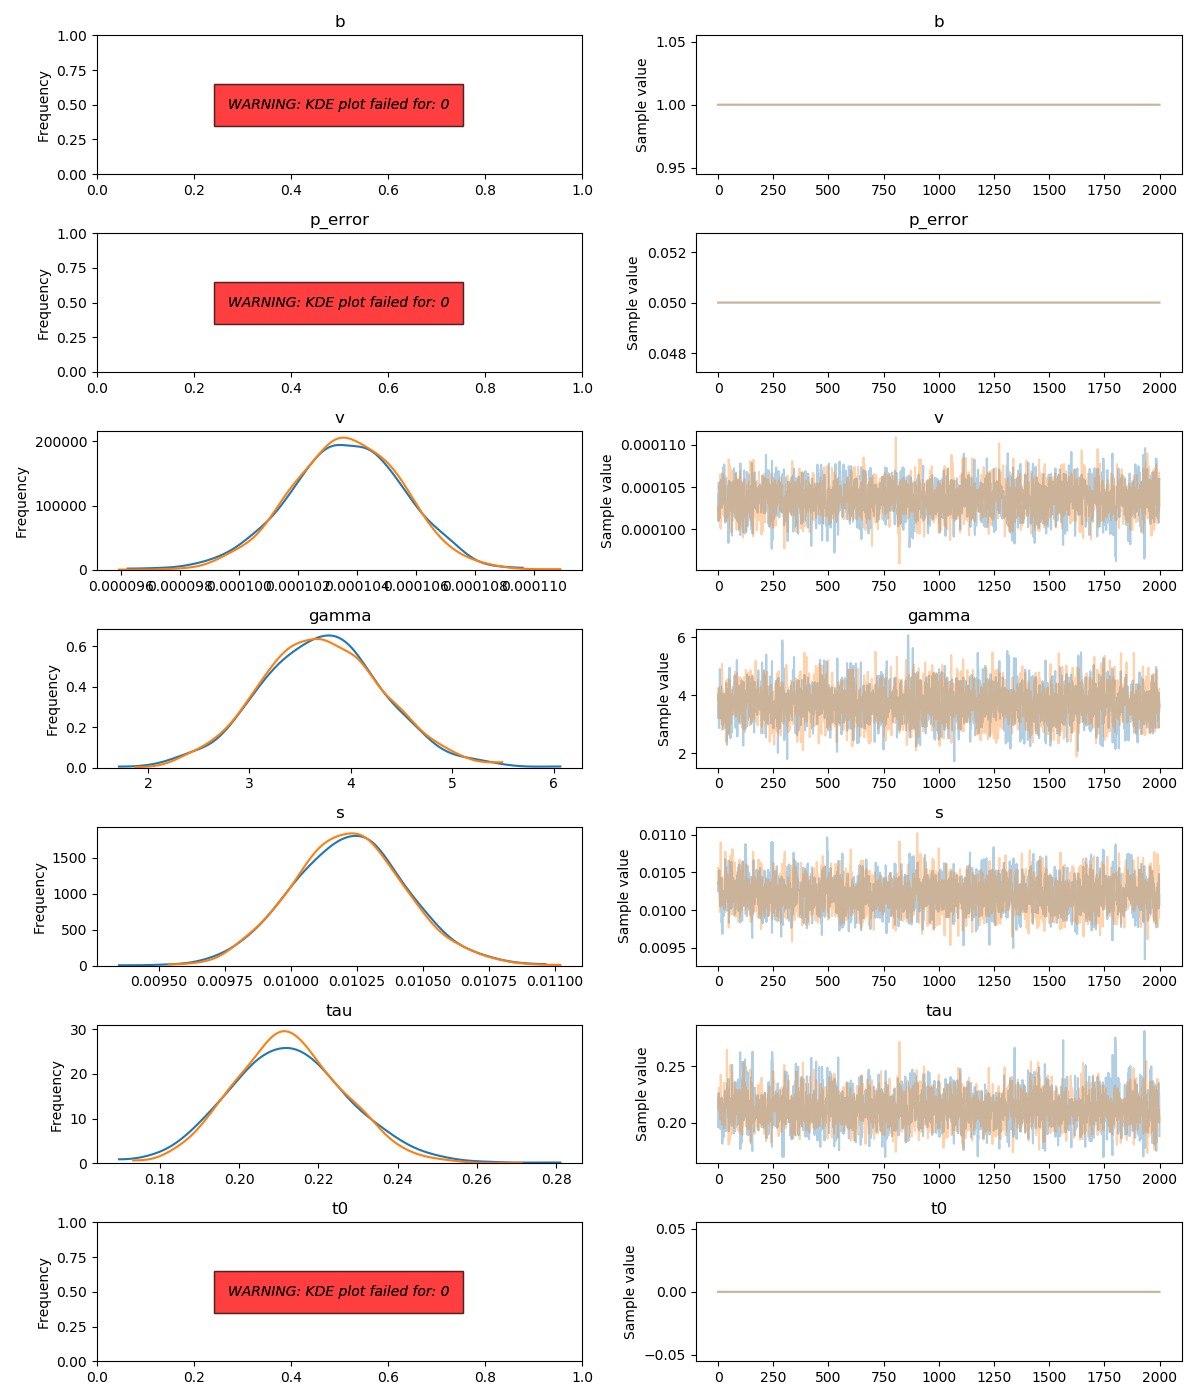 b
b
1.00
0.75
0.50
0.25
0.00
Frequency
WARNING: KDE plot failed for: 0
0.0 0.2 0.4 0.6 0.8 1.0
1.05
1.00
0.95
Sample value
0 250 500 750 1000 1250 1500 1750 2000
p_error
p_error
1.00
0.75
0.50
0.25
0.00
Frequency
WARNING: KDE plot failed for: 0
0.0 0.2 0.4 0.6 0.8 1.0
0.052
0.050
0.048
Sample value
0 250 500 750 1000 1250 1500 1750 2000
v
v
200000
100000
0
Frequency
0.000096 0.000098 0.000100 0.000102 0.000104 0.000106 0.000108 0.000110
0.000110
0.000105
0.000100
Sample value
0 250 500 750 1000 1250 1500 1750 2000
gamma
gamma
0.6
0.4
0.2
0.0
Frequency
2 3 4 5 6
6
4
2
Sample value
0 250 500 750 1000 1250 1500 1750 2000
s
s
1500
1000
500
0
Frequency
0.00950 0.00975 0.01000 0.01025 0.01050 0.01075 0.01100
0.0110
0.0105
0.0100
0.0095
Sample value
0 250 500 750 1000 1250 1500 1750 2000
tau
tau
30
20
10
0
Frequency
0.18 0.20 0.22 0.24 0.26 0.28
0.25
0.20
Sample value
0 250 500 750 1000 1250 1500 1750 2000
t0
t0
1.00
0.75
0.50
0.25
0.00
Frequency
WARNING: KDE plot failed for: 0
0.0 0.2 0.4 0.6 0.8 1.0
0.05
0.00
−0.05
Sample value
0 250 500 750 1000 1250 1500 1750 2000